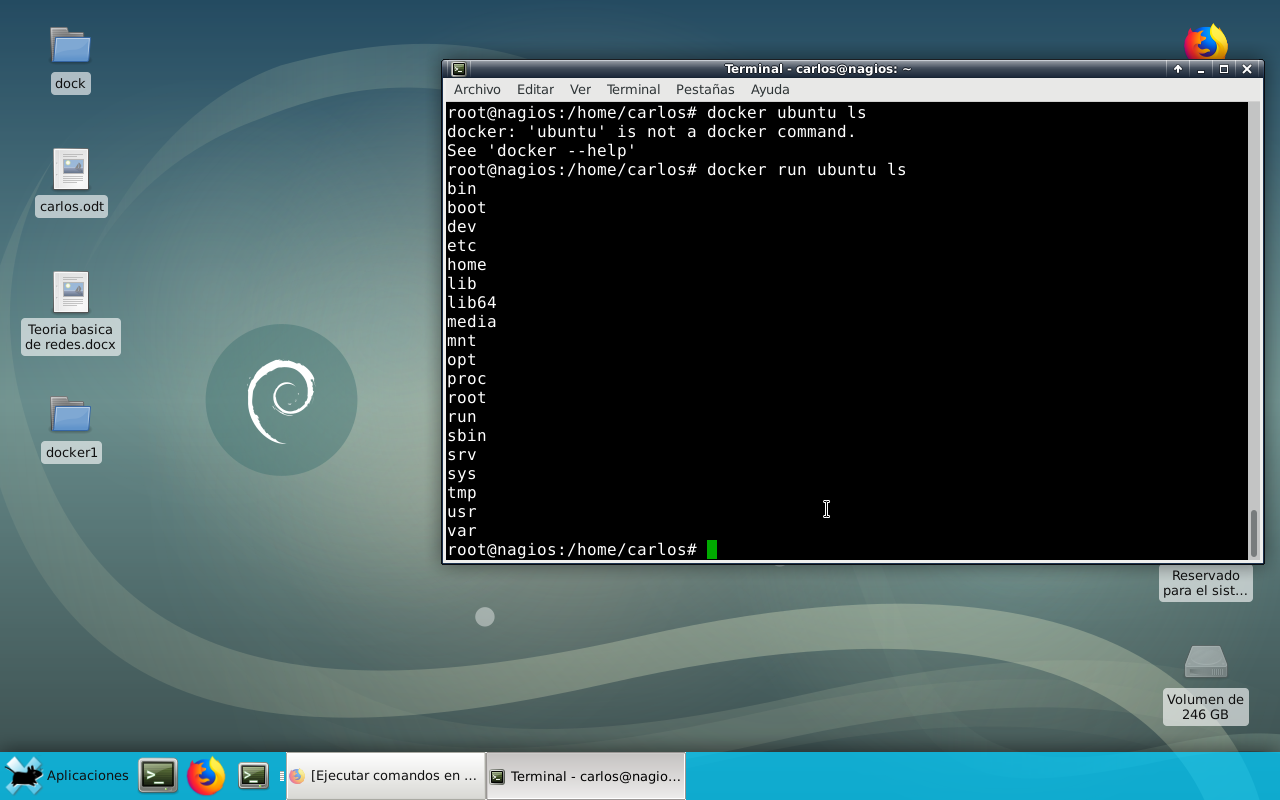 dock
carlos.odt
Teoria basica
de redes.docx
docker1
Terminal - carlos@nagios: ~
Archivo Editar Ver Terminal Pestañas Ayuda
root@nagios:/home/carlos# docker ubuntu ls
docker: 'ubuntu' is not a docker command.
See 'docker --help'
root@nagios:/home/carlos# docker run ubuntu ls
bin
boot
dev
etc
home
lib
lib64
media
mnt
opt
proc
root
run
sbin
srv
sys
tmp
usr
var
root@nagios:/home/carlos#
Reservado
para el sist...
Volumen de
246 GB
Aplicaciones
[Ejecutar comandos en ...
Terminal - carlos@nagio...